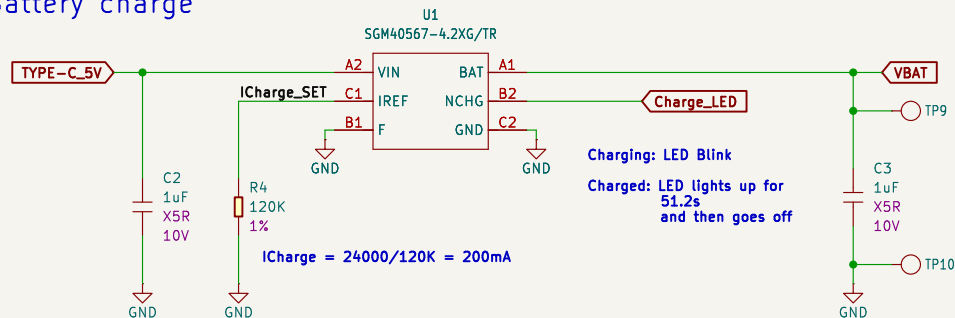 Battery charge
U1
SGM40567-4.2XG/TR
TYPE-C_5V
A2
VIN
BAT
A1
VBAT
ICharge_SET
C1
IREF
NCHG
B2
Charge_LED
TP9
B1
F
GND
C2
GND
GND
Charging: LED Blink
Charged: LED lights up for
51.2s
and then goes off
C2
1uF
X5R
10V
R4
120K
1%
C3
1uF
X5R
10V
ICharge = 24000/120K = 200mA
TP10
GND
GND
GND